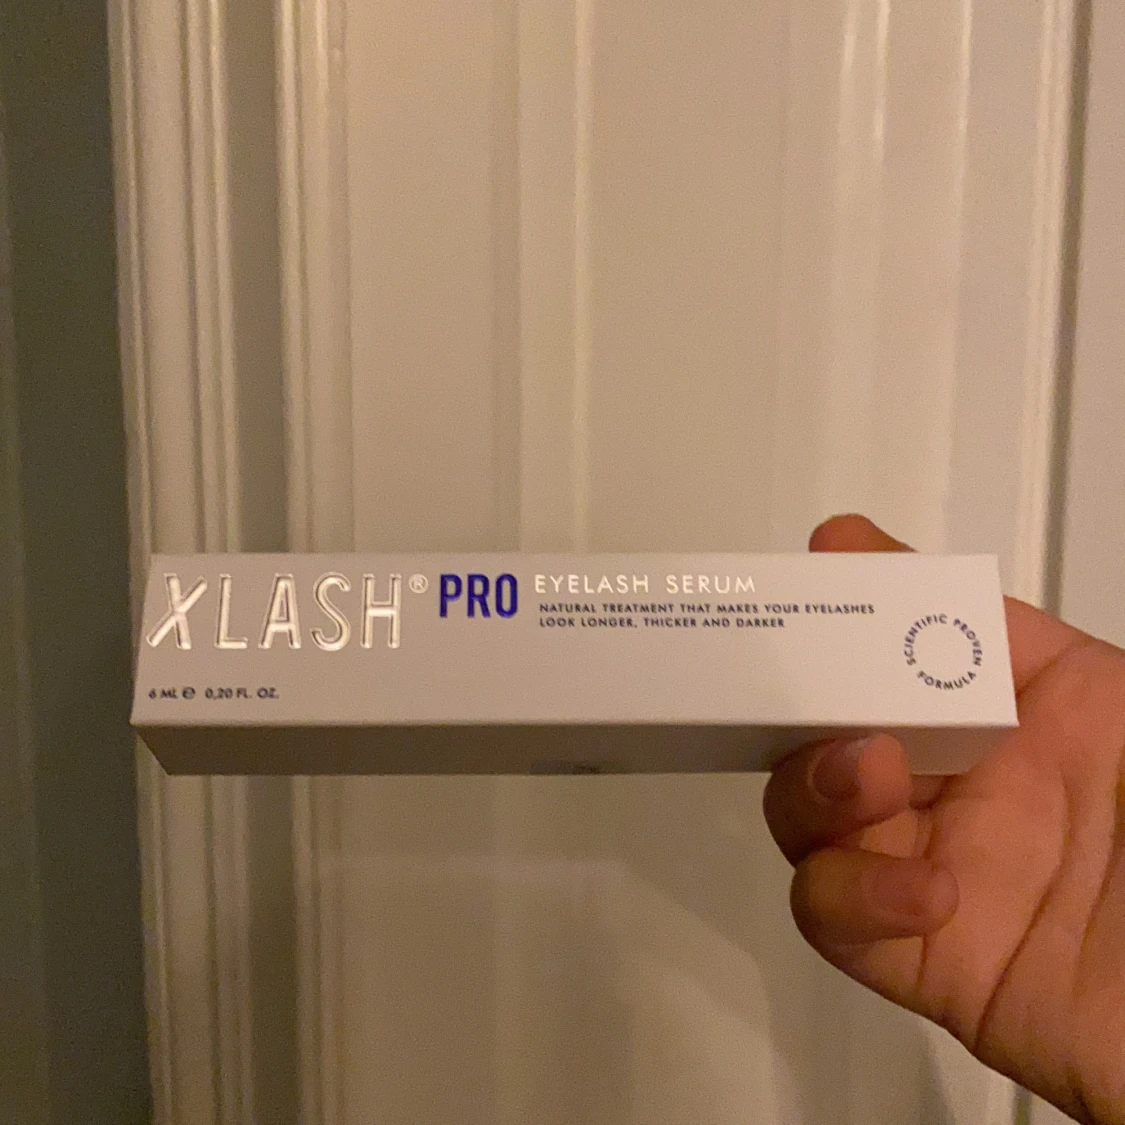 XLASH® PRO EYELASH SERUM
NATURAL TREATMENT THAT MAKES YOUR EYELASHES
LOOK LONGER, THICKER AND DARKER
SCIENTIFIC PROVEN FORMULA
6 ML ℮ 0,20 FL. OZ.